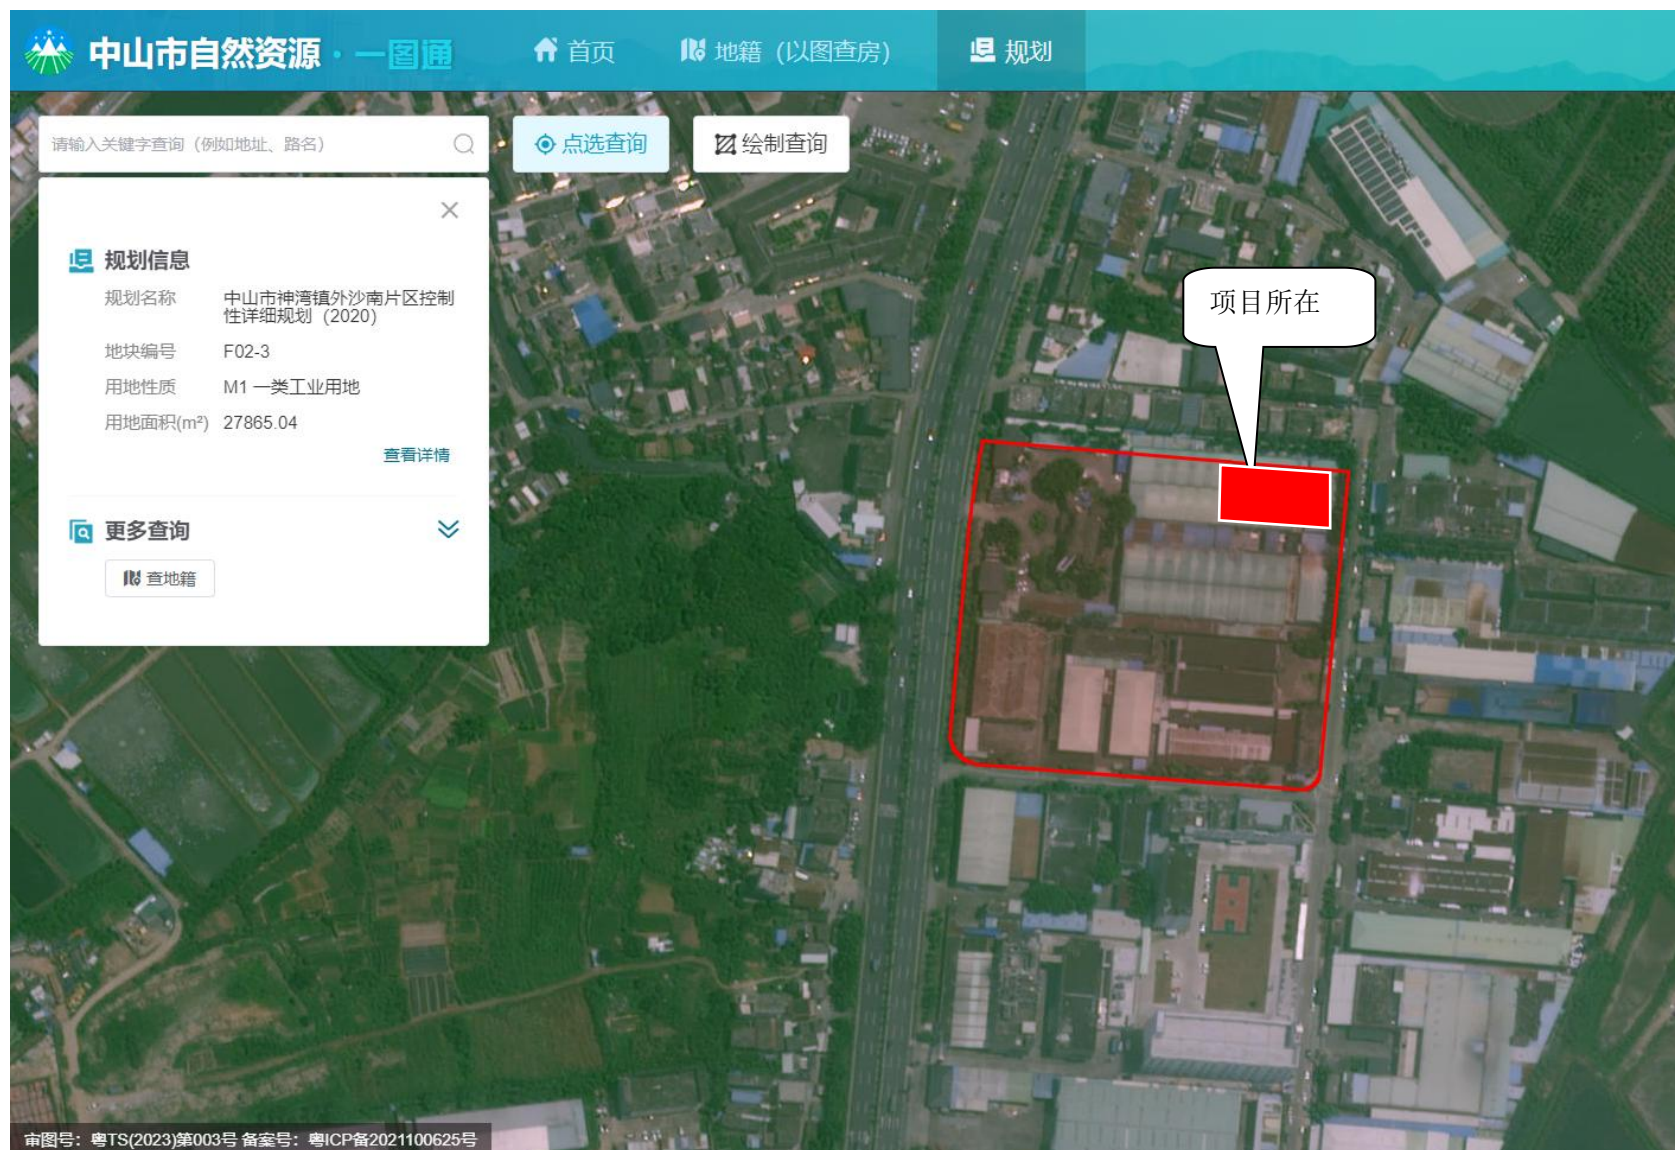 中山市自然资源·一图通
首页
地籍（以图查房）
规划
请输入关键字查询（例如地址、路名）
点选查询
绘制查询
规划信息
规划名称 中山市神湾镇外沙南片区控制
性详细规划（2020）
地块编号 F02-3
用地性质 M1 一类工业用地
用地面积(m²) 27865.04
查看详情
更多查询
查地籍
项目所在
审图号：粤TS(2023)第003号 备案号：粤ICP备2021100625号